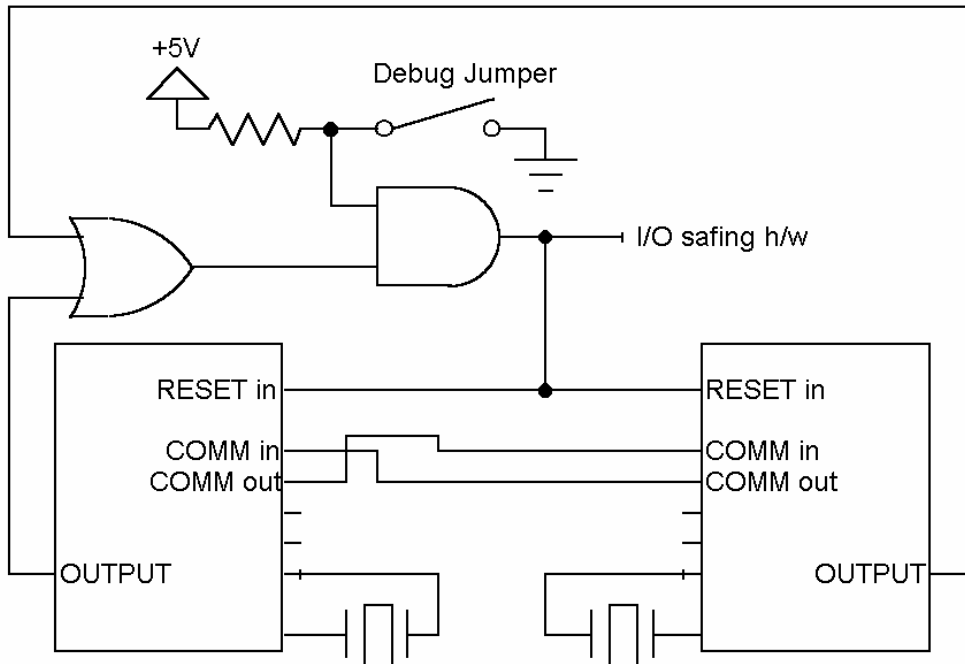 +5V
Debug Jumper
I/O safing h/w
RESET in
RESET in
COMM in
COMM in
COMM out
COMM out
OUTPUT
OUTPUT